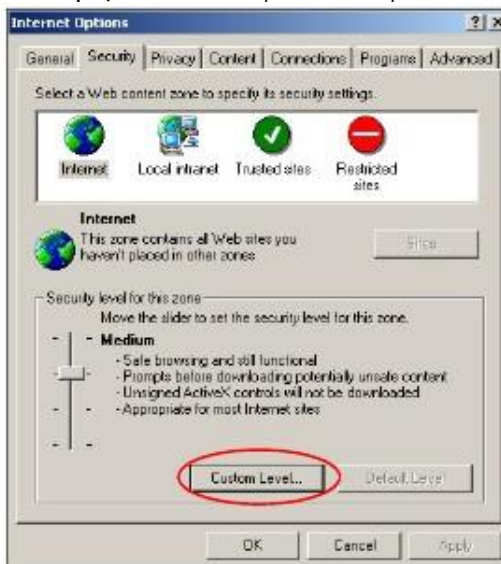 Internet Options
General Security Privacy Content Connections Programs Advanced
Select a Web content zone to specify its security settings.
Internet Local intranet Trusted sites Restricted
sites
Internet
This zone contains all Web sites you
haven't placed in other zones
Sites...
Security level for this zone
Move the slider to set the security level for this zone.
Medium
- Safe browsing and still functional
- Prompts before downloading potentially unsafe content
- Unsigned ActiveX controls will not be downloaded
- Appropriate for most Internet sites
Custom Level... Default Level
OK Cancel Apply